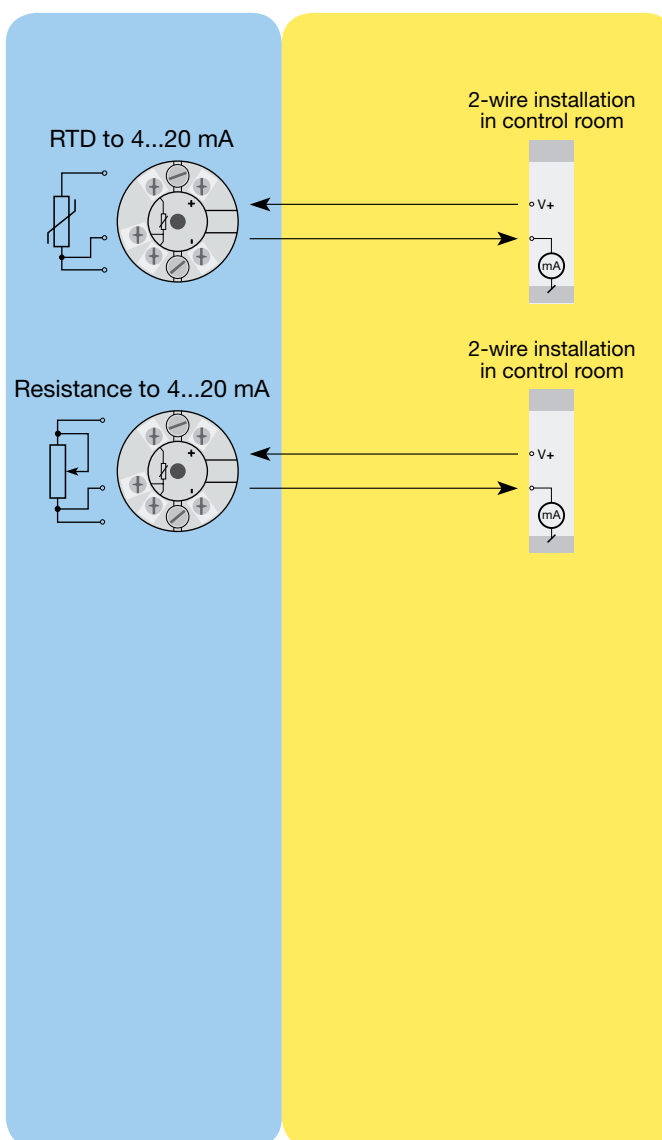 2-wire installation
in control room
RTD to 4...20 mA
+
-
V+
mA
2-wire installation
in control room
Resistance to 4...20 mA
+
-
V+
mA